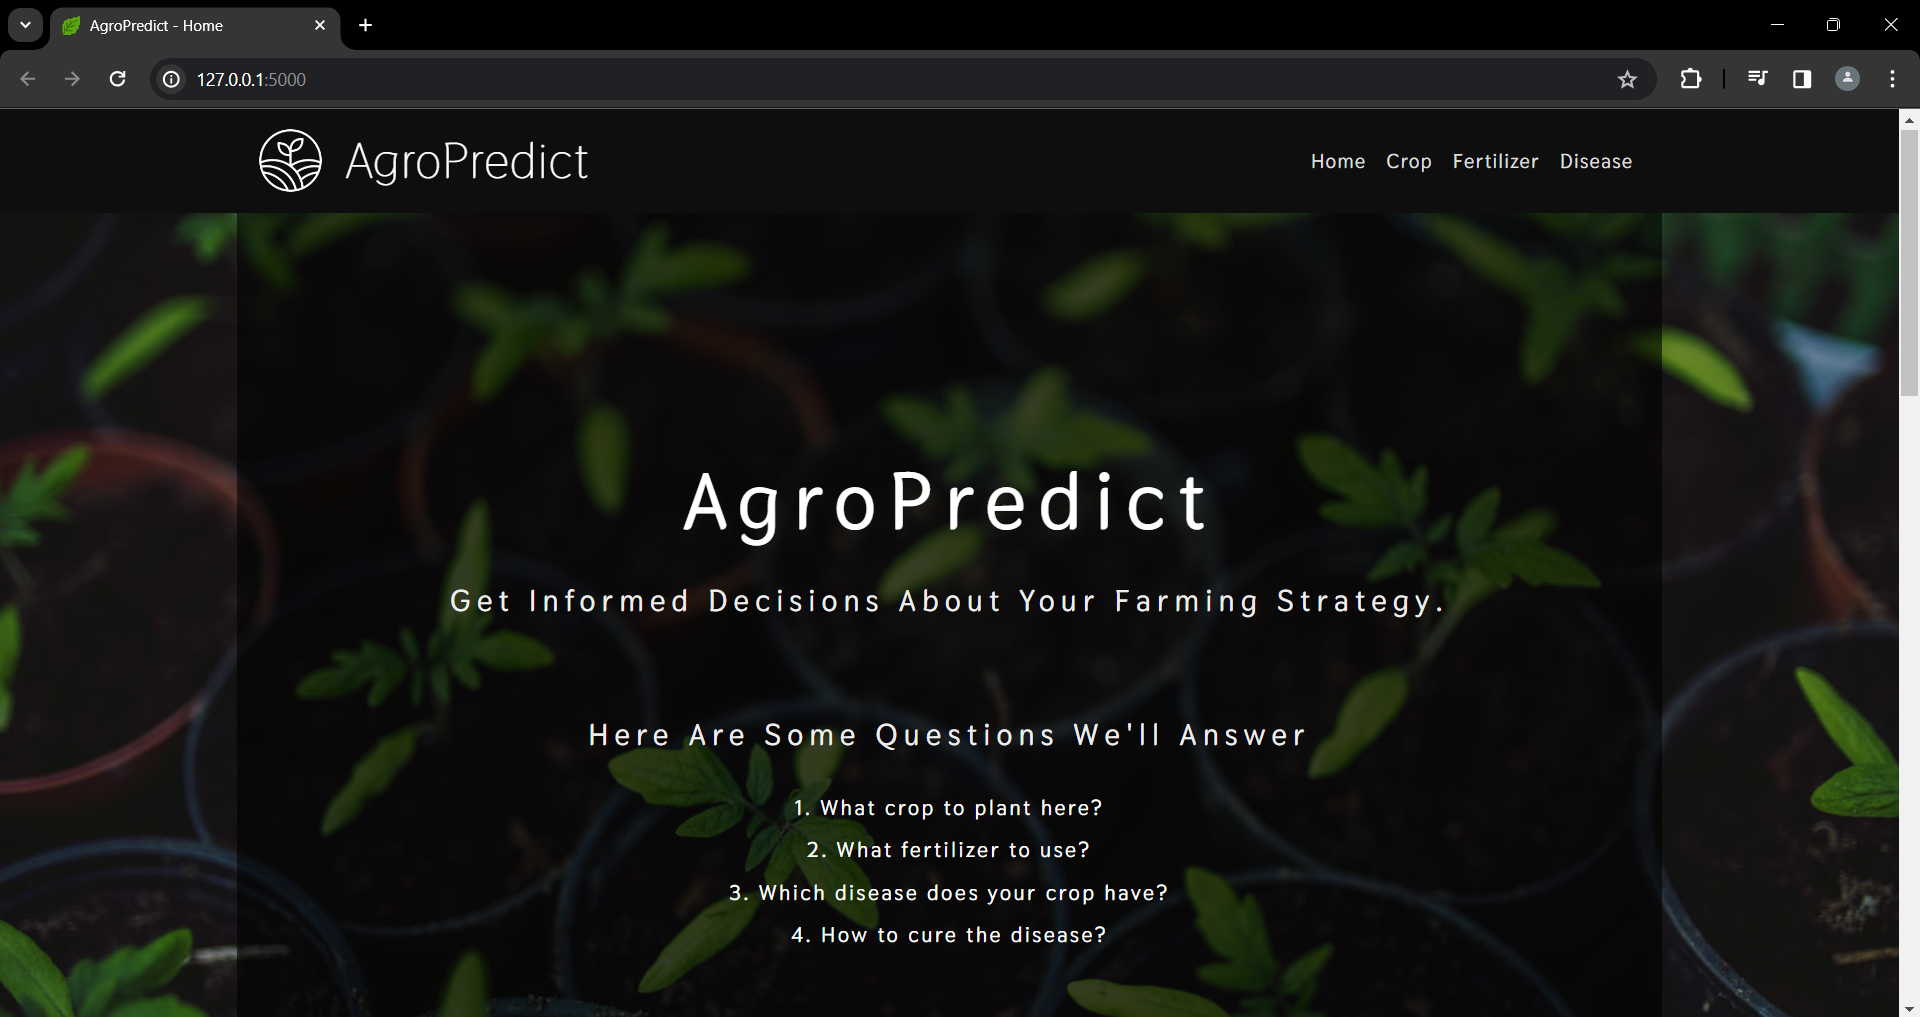 AgroPredict - Home
127.0.0.1:5000
AgroPredict
Home Crop Fertilizer Disease
AgroPredict
Get Informed Decisions About Your Farming Strategy.
Here Are Some Questions We'll Answer
1. What crop to plant here?
2. What fertilizer to use?
3. Which disease does your crop have?
4. How to cure the disease?